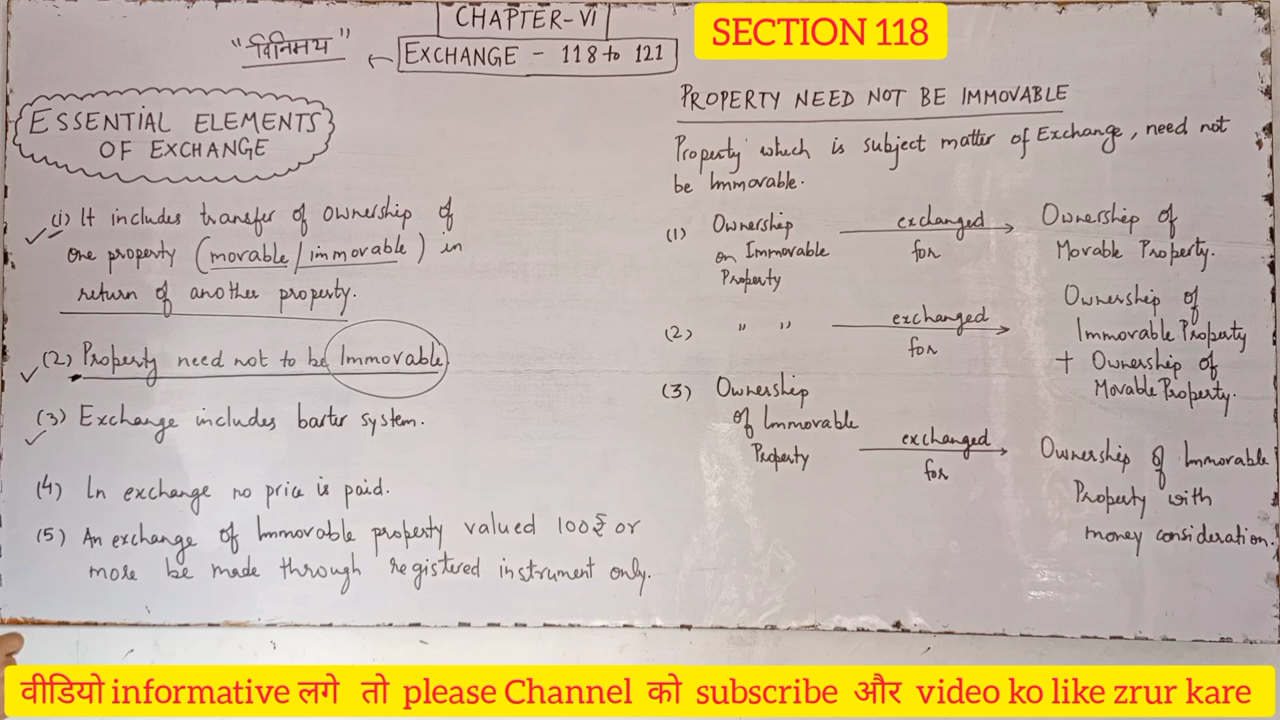 CHAPTER-VI
SECTION 118
"विनिमय"
EXCHANGE - 118 to 121
ESSENTIAL ELEMENTS
OF EXCHANGE
(1) It includes transfer of ownership of
one property (movable/immovable) in
return of another property.
(2) Property need not to be Immovable
(3) Exchange includes barter system.
(4) In exchange no price is paid.
(5) An exchange of Immovable property valued 100₹ or
more be made through registered instrument only.
PROPERTY NEED NOT BE IMMOVABLE
Property which is subject matter of Exchange, need not
be Immovable.
(1) Ownership exchanged Ownership of
on Immovable for Movable Property.
Property
Ownership of
(2) " " exchanged Immovable Property
for + Ownership of
Movable Property.
(3) Ownership
of Immovable exchanged Ownership of Immovable
Property for Property with
money consideration.
वीडियो informative लगे तो please Channel को subscribe और video ko like zrur kare